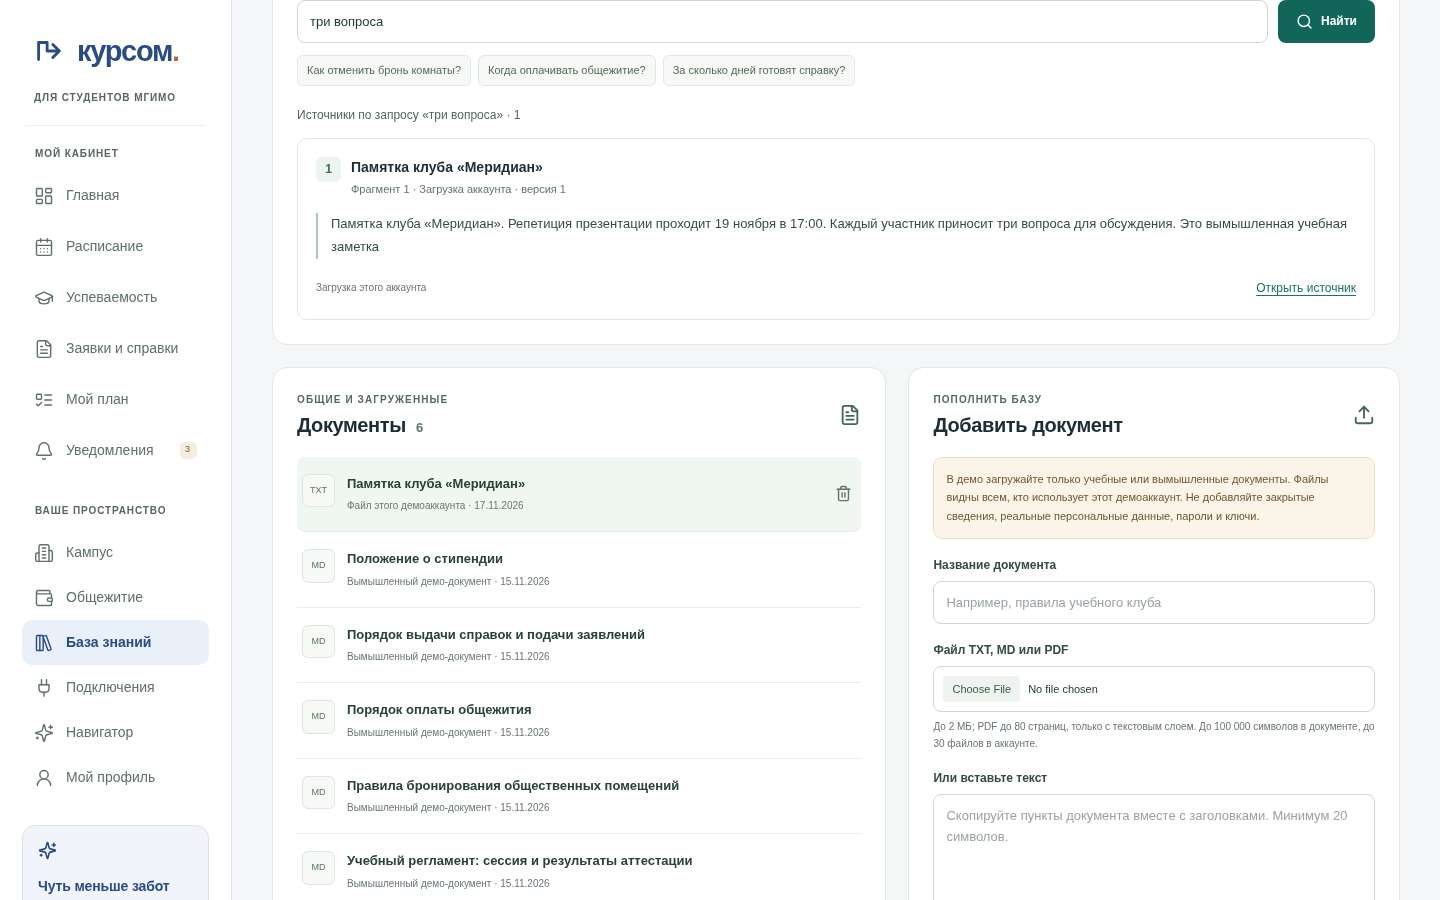 курсом.
ДЛЯ СТУДЕНТОВ МГИМО
МОЙ КАБИНЕТ
Главная
Расписание
Успеваемость
Заявки и справки
Мой план
Уведомления 3
ВАШЕ ПРОСТРАНСТВО
Кампус
Общежитие
База знаний
Подключения
Навигатор
Мой профиль
Чуть меньше забот
три вопроса
Найти
Как отменить бронь комнаты? Когда оплачивать общежитие? За сколько дней готовят справку?
Источники по запросу «три вопроса» · 1
1 Памятка клуба «Меридиан»
Фрагмент 1 · Загрузка аккаунта · версия 1
Памятка клуба «Меридиан». Репетиция презентации проходит 19 ноября в 17:00. Каждый участник приносит три вопроса для обсуждения. Это вымышленная учебная
заметка
Загрузка этого аккаунта
Открыть источник
ОБЩИЕ И ЗАГРУЖЕННЫЕ
Документы 6
TXT Памятка клуба «Меридиан»
Файл этого демоаккаунта · 17.11.2026
MD Положение о стипендии
Вымышленный демо-документ · 15.11.2026
MD Порядок выдачи справок и подачи заявлений
Вымышленный демо-документ · 15.11.2026
MD Порядок оплаты общежития
Вымышленный демо-документ · 15.11.2026
MD Правила бронирования общественных помещений
Вымышленный демо-документ · 15.11.2026
MD Учебный регламент: сессия и результаты аттестации
Вымышленный демо-документ · 15.11.2026
ПОПОЛНИТЬ БАЗУ
Добавить документ
В демо загружайте только учебные или вымышленные документы. Файлы
видны всем, кто использует этот демоаккаунт. Не добавляйте закрытые
сведения, реальные персональные данные, пароли и ключи.
Название документа
Например, правила учебного клуба
Файл TXT, MD или PDF
Choose File No file chosen
До 2 МБ; PDF до 80 страниц, только с текстовым слоем. До 100 000 символов в документе, до
30 файлов в аккаунте.
Или вставьте текст
Скопируйте пункты документа вместе с заголовками. Минимум 20
символов.